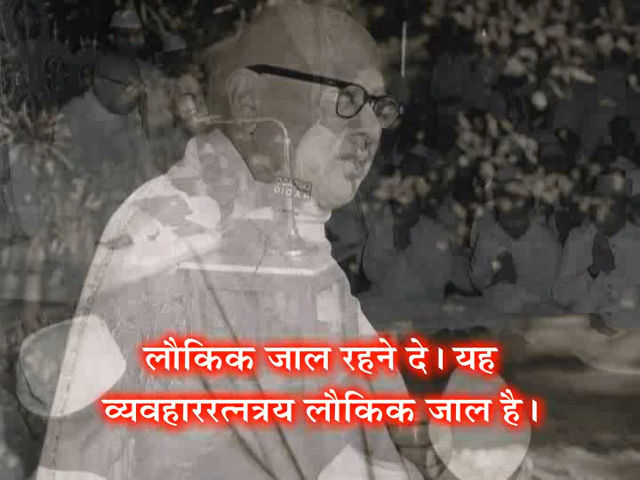 लौकिक जाल रहने दे। यह
व्यवहाररत्नत्रय लौकिक जाल है।